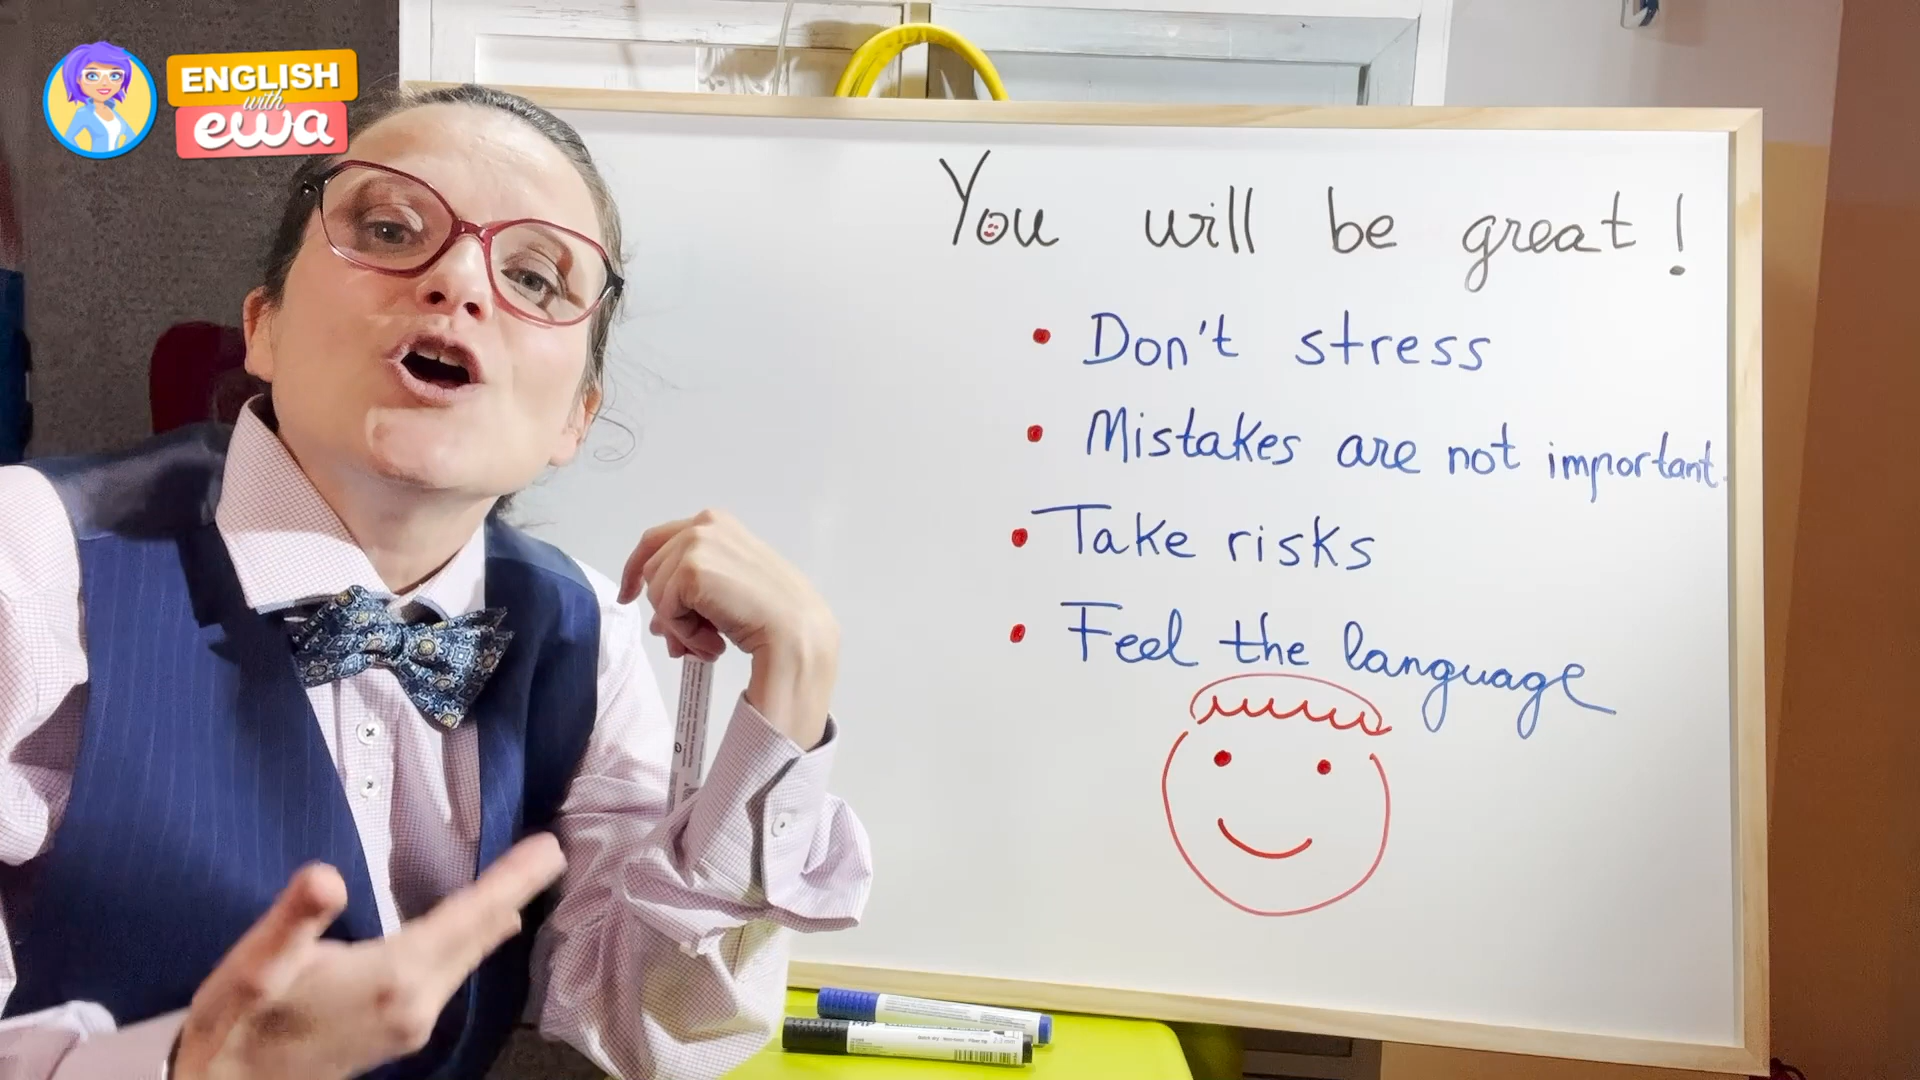 ENGLISH
with
ewa
You will be great!
• Don't stress
• Mistakes are not important.
• Take risks
• Feel the language